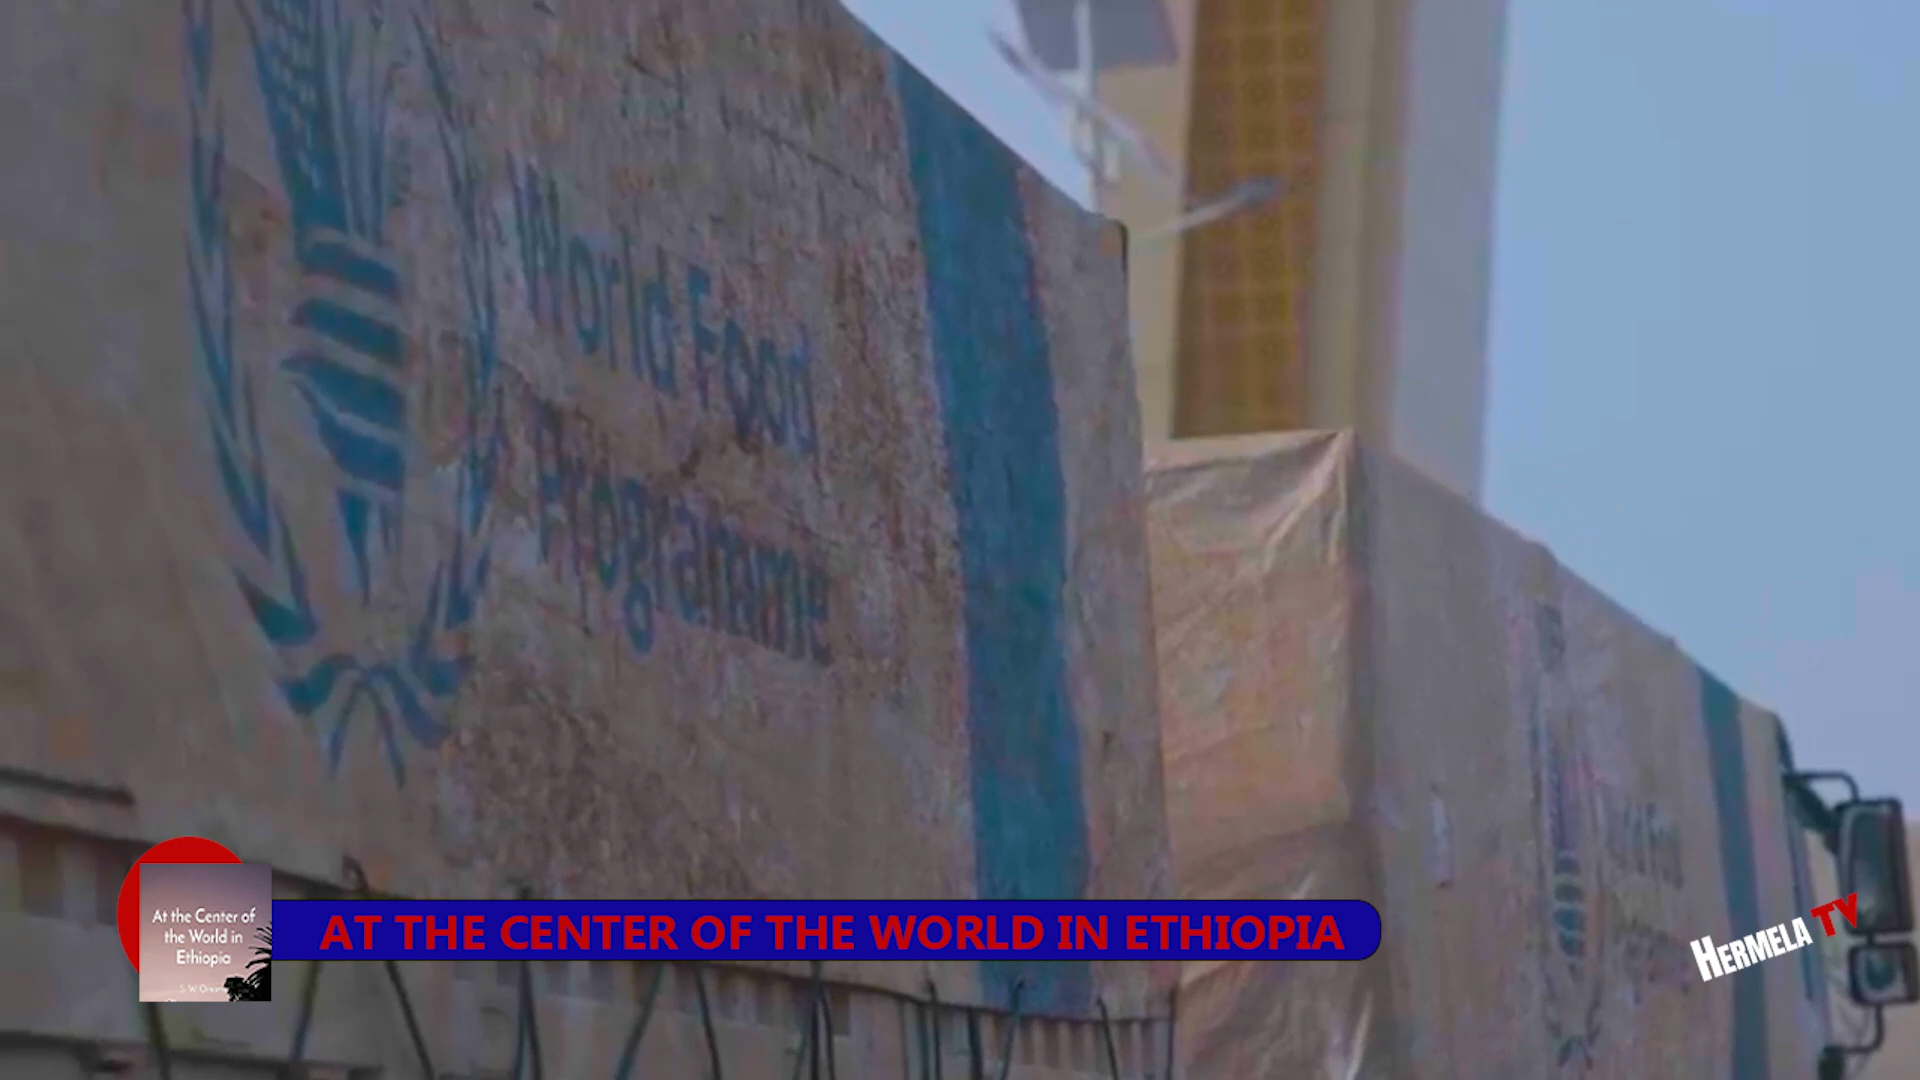 World Food
Programme
At the Center of
the World in
Ethiopia
AT THE CENTER OF THE WORLD IN ETHIOPIA
HERMELA TV